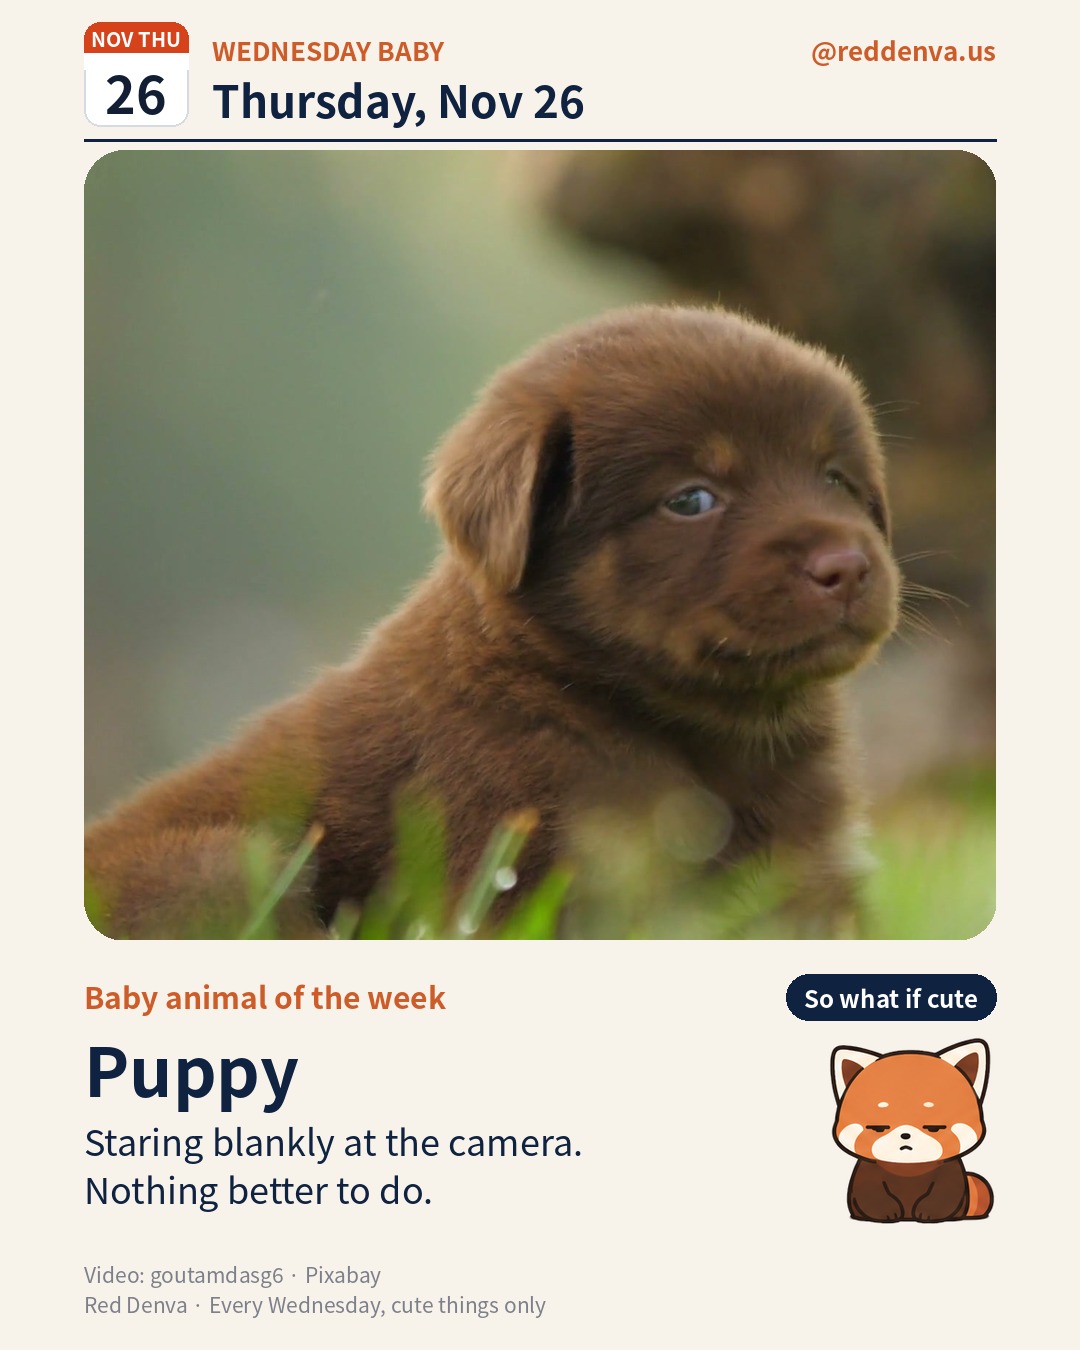 NOV THU
26
WEDNESDAY BABY
Thursday, Nov 26
@reddenva.us
Baby animal of the week
So what if cute
Puppy
Staring blankly at the camera.
Nothing better to do.
Video: goutamdasg6 · Pixabay
Red Denva · Every Wednesday, cute things only